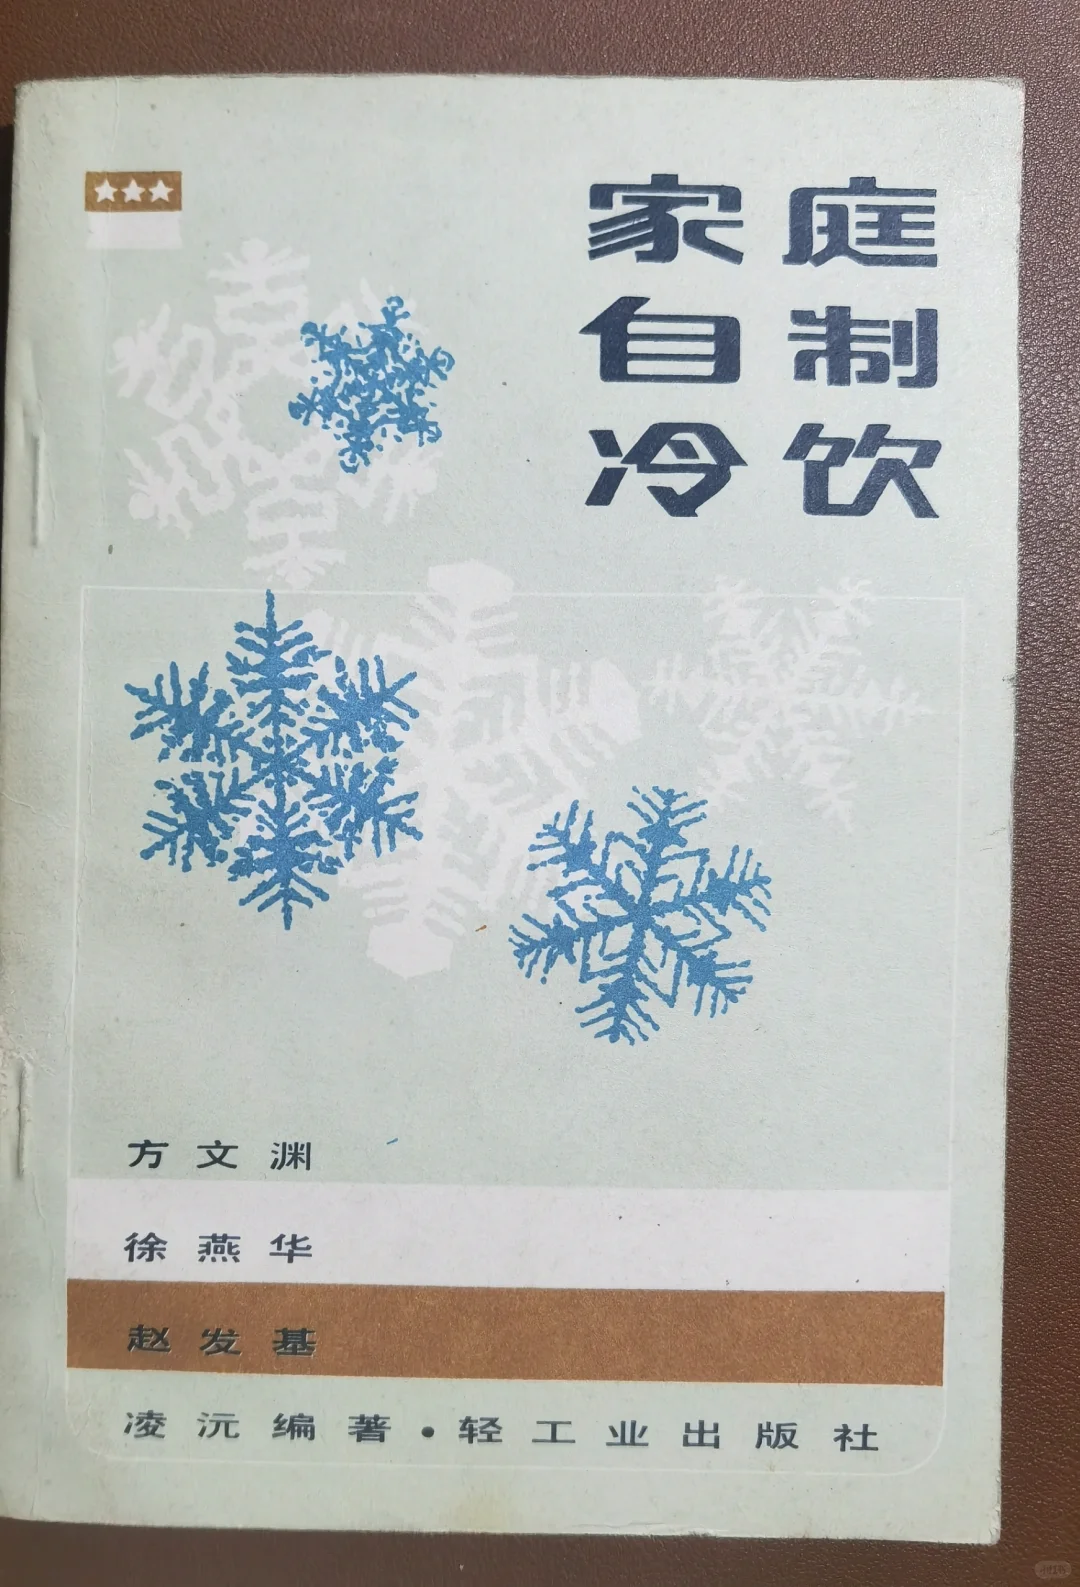 家庭
自制
冷饮
方文渊
徐燕华
赵发基
凌沅编著·轻工业出版社